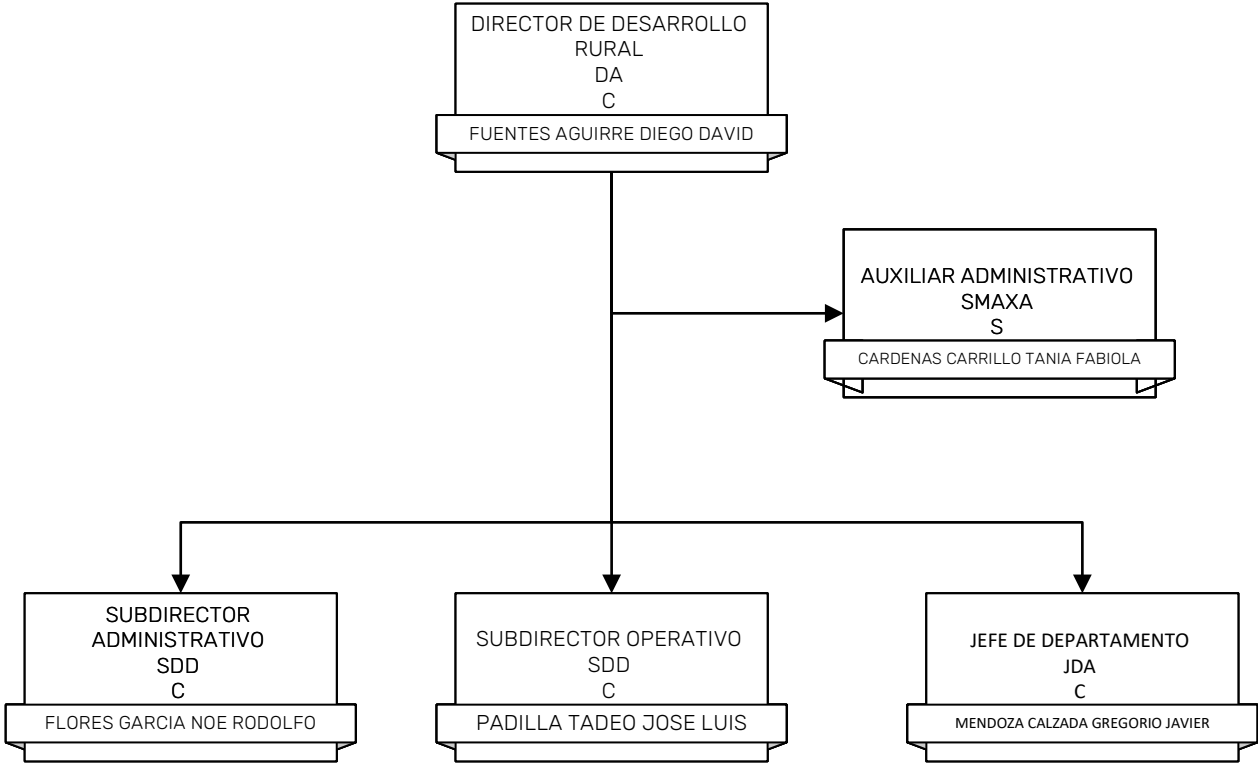 DIRECTOR DE DESARROLLO
RURAL
DA
C
FUENTES AGUIRRE DIEGO DAVID
AUXILIAR ADMINISTRATIVO
SMAXA
S
CARDENAS CARRILLO TANIA FABIOLA
SUBDIRECTOR
ADMINISTRATIVO
SDD
C
FLORES GARCIA NOE RODOLFO
SUBDIRECTOR OPERATIVO
SDD
C
PADILLA TADEO JOSE LUIS
JEFE DE DEPARTAMENTO
JDA
C
MENDOZA CALZADA GREGORIO JAVIER